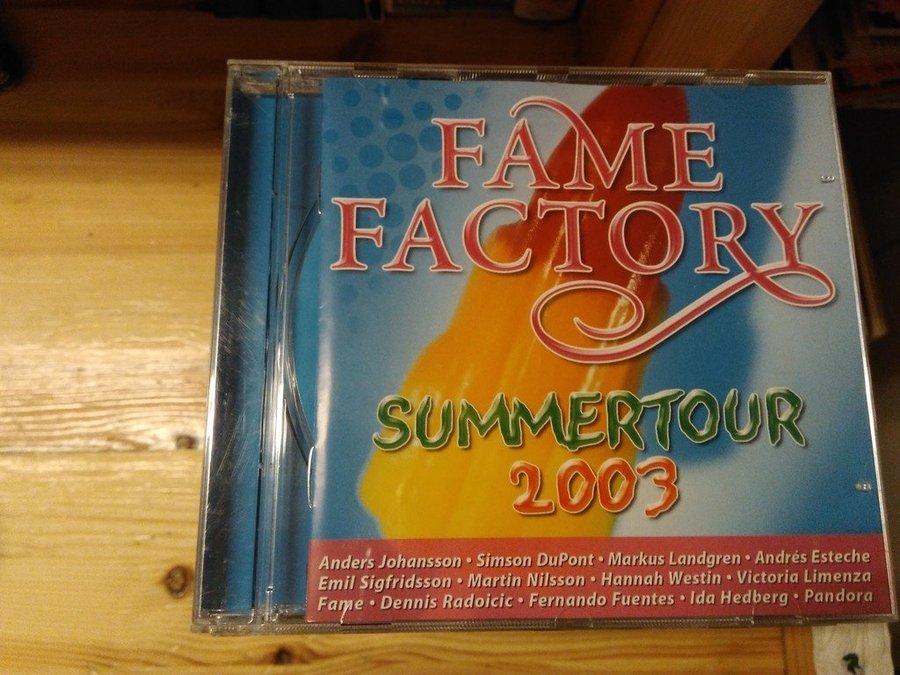 FAME
FACTORY
SUMMERTOUR
2003
Anders Johansson • Simson DuPont • Markus Landgren • Andrés Esteche
Emil Sigfridsson • Martin Nilsson • Hannah Westin • Victoria Limenza
Fame • Dennis Radoicic • Fernando Fuentes • Ida Hedberg • Pandora